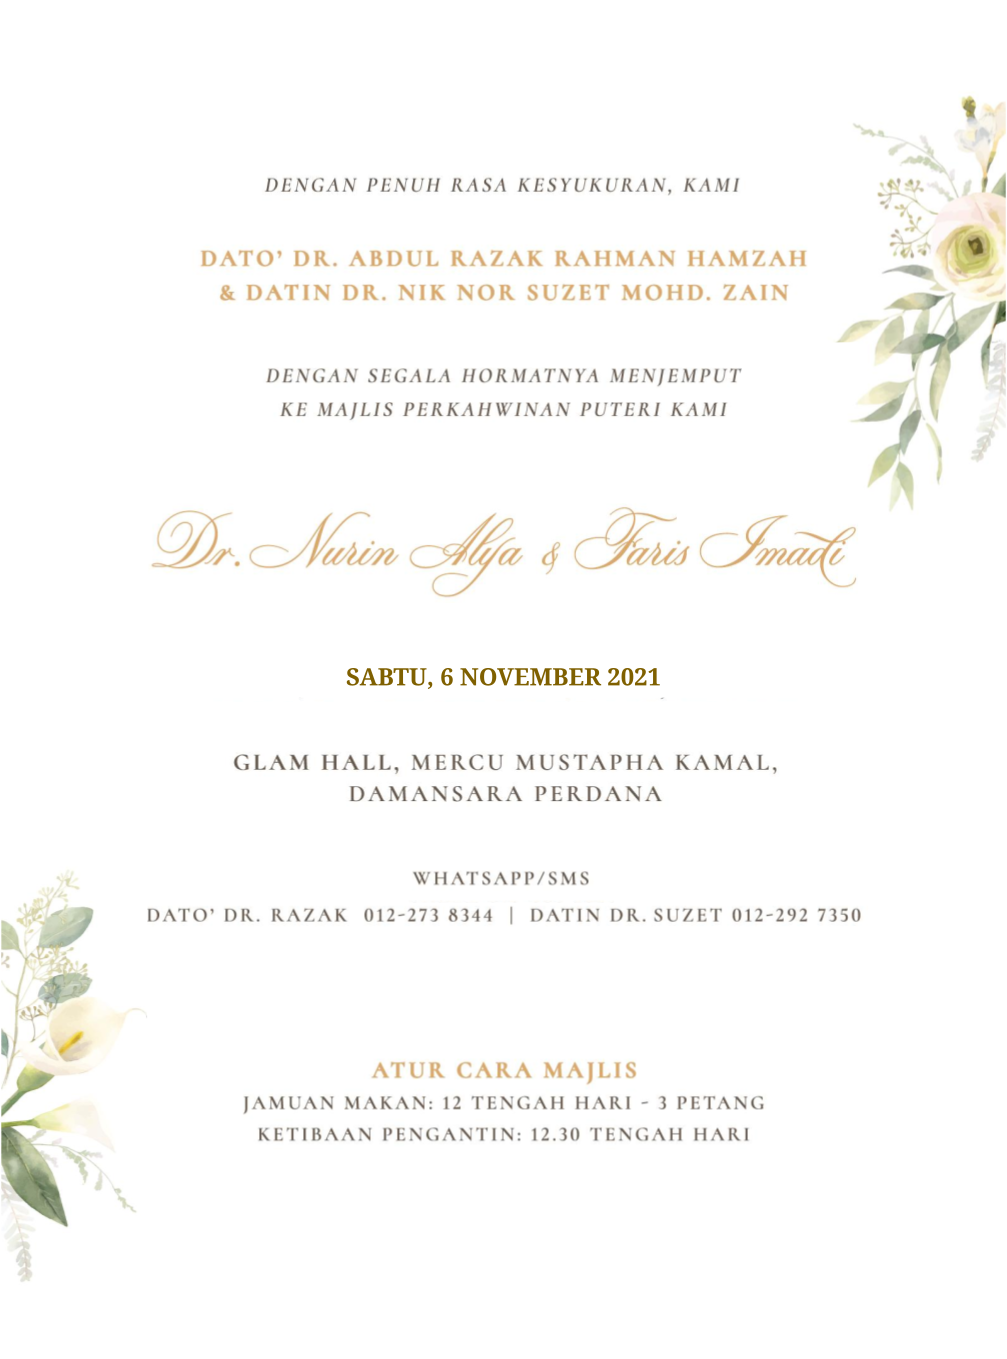 DENGAN PENUH RASA KESYUKURAN, KAMI
DATO' DR. ABDUL RAZAK RAHMAN HAMZAH
& DATIN DR. NIK NOR SUZET MOHD. ZAIN
DENGAN SEGALA HORMATNYA MENJEMPUT
KE MAJLIS PERKAHWINAN PUTERI KAMI
Dr. Nurin Alya & Faris Imadi
SABTU, 6 NOVEMBER 2021
GLAM HALL, MERCU MUSTAPHA KAMAL,
DAMANSARA PERDANA
WHATSAPP/SMS
DATO' DR. RAZAK 012-273 8344 | DATIN DR. SUZET 012-292 7350
ATUR CARA MAJLIS
JAMUAN MAKAN: 12 TENGAH HARI - 3 PETANG
KETIBAAN PENGANTIN: 12.30 TENGAH HARI